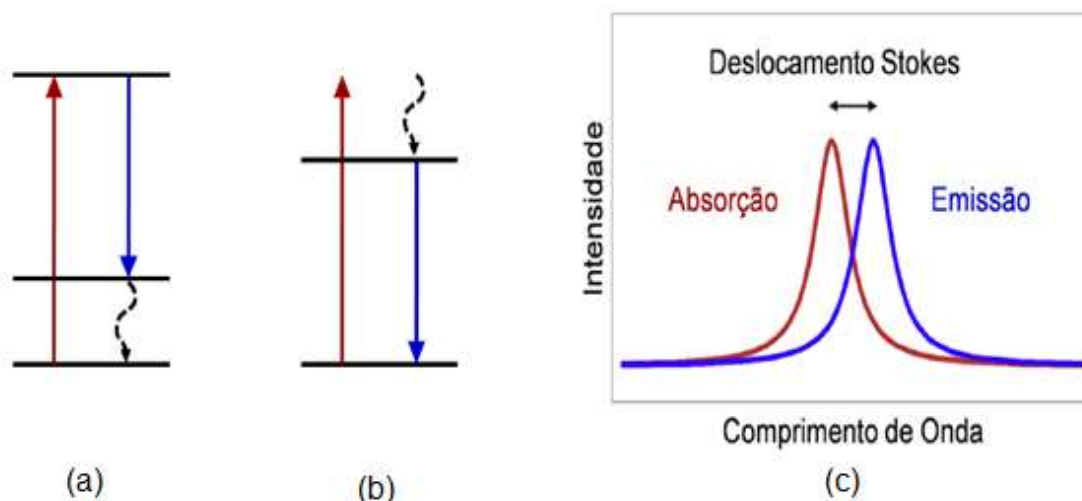 Deslocamento Stokes
Absorção
Emissão
Intensidade
Comprimento de Onda
(a)
(b)
(c)